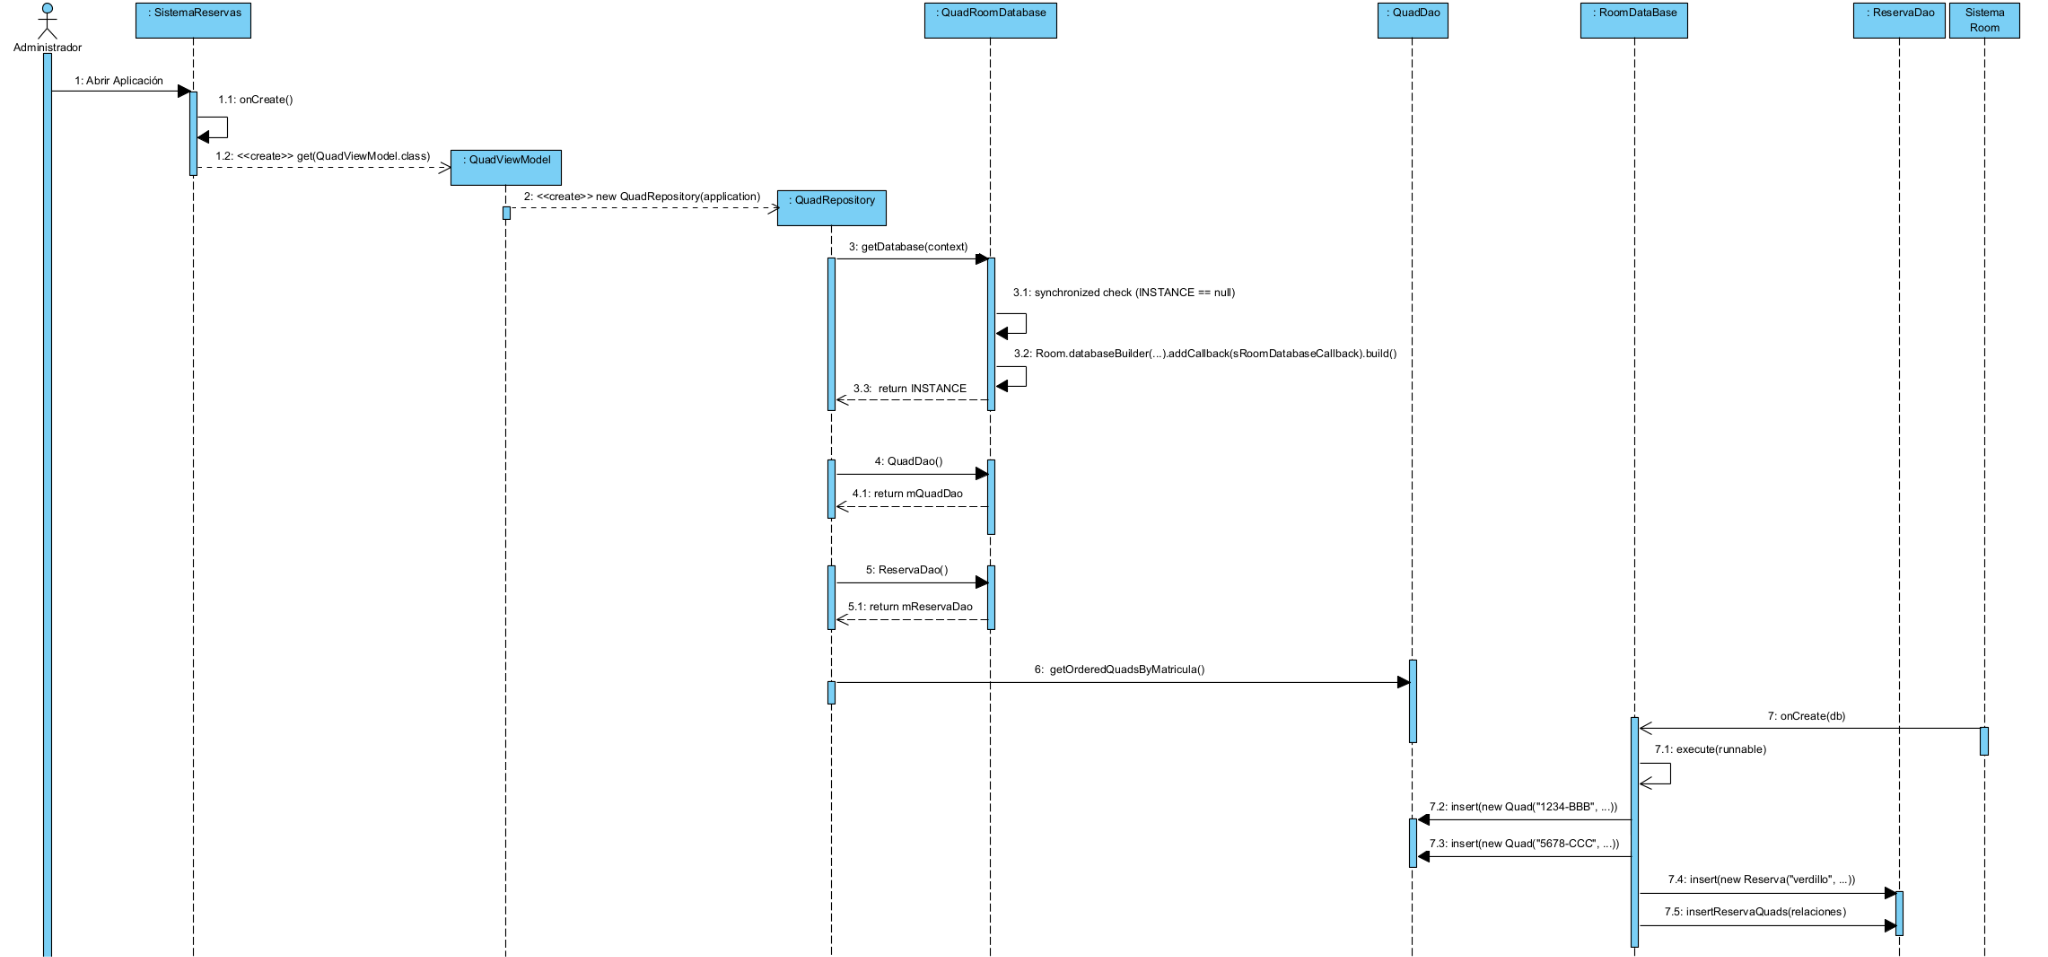 : SistemaReservas
: QuadRoomDatabase
: QuadDao
: RoomDataBase
: ReservaDao
Sistema
Room
Administrador
1: Abrir Aplicación
1.1: onCreate()
1.2: <<create>> get(QuadViewModel.class)
: QuadViewModel
2: <<create>> new QuadRepository(application)
: QuadRepository
3: getDatabase(context)
3.1: synchronized check (INSTANCE == null)
3.2: Room.databaseBuilder(...).addCallback(sRoomDatabaseCallback).build()
3.3:  return INSTANCE
4: QuadDao()
4.1: return mQuadDao
5: ReservaDao()
5.1: return mReservaDao
6:  getOrderedQuadsByMatricula()
7: onCreate(db)
7.1: execute(runnable)
7.2: insert(new Quad("1234-BBB", ...))
7.3: insert(new Quad("5678-CCC", ...))
7.4: insert(new Reserva("verdillo", ...))
7.5: insertReservaQuads(relaciones)